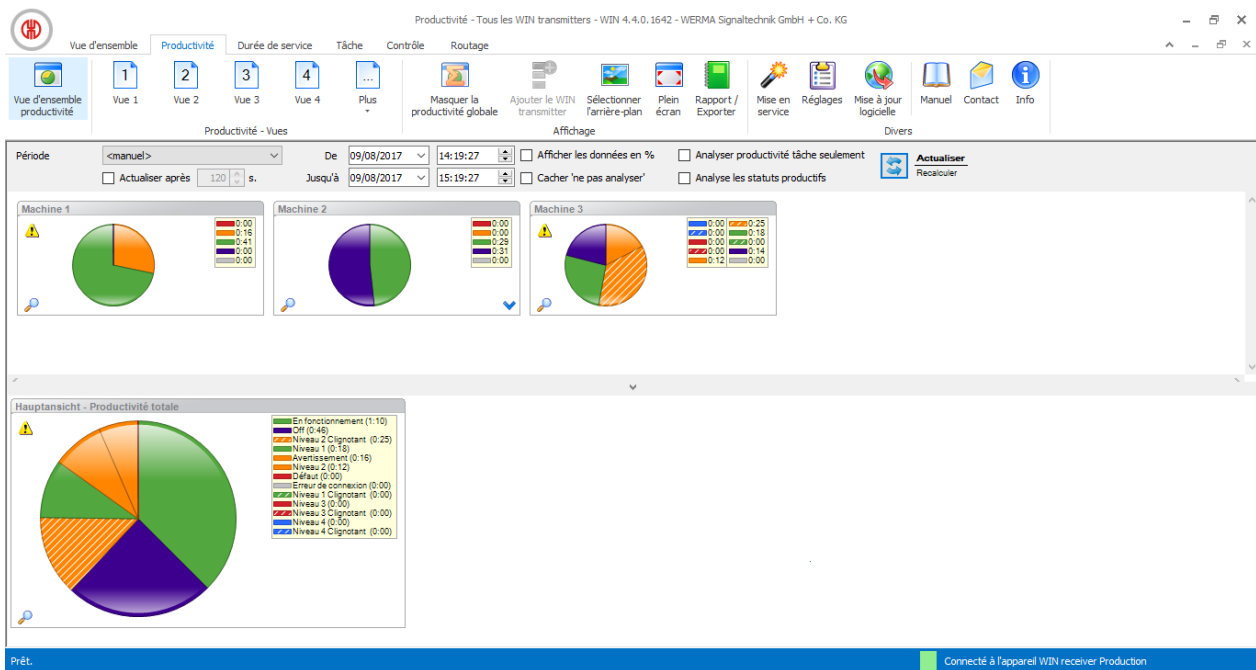 Productivité - Tous les WIN transmitters - WIN 4.4.0.1642 - WERMA Signaltechnik GmbH + Co. KG
Vue d'ensemble Productivité Durée de service Tâche Contrôle Routage
1 2 3 4 ...
Vue d'ensemble productivité Vue 1 Vue 2 Vue 3 Vue 4 Plus Masquer la productivité globale Ajouter le WIN transmitter Sélectionner l'arrière-plan Plein écran Rapport / Exporter Mise en service Réglages Mise à jour logicielle Manuel Contact Info
Productivité - Vues Affichage Divers
Période <manuel> De 09/08/2017 14:19:27 Afficher les données en % Analyser productivité tâche seulement Actualiser
Actualiser après 120 s. Jusqu'à 09/08/2017 15:19:27 Cacher 'ne pas analyser' Analyse les statuts productifs Recalculer
Machine 1
0:00
0:16
0:41
0:00
0:00
Machine 2
0:00
0:00
0:29
0:31
0:00
Machine 3
0:00 0:25
0:00 0:18
0:00 0:00
0:00 0:14
0:12 0:00
Hauptansicht - Productivité totale
En fonctionnement (1:10)
Off (0:46)
Niveau 2 Clignotant (0:25)
Niveau 1 (0:18)
Avertissement (0:16)
Niveau 2 (0:12)
Défaut (0:00)
Erreur de connexion (0:00)
Niveau 1 Clignotant (0:00)
Niveau 3 (0:00)
Niveau 3 Clignotant (0:00)
Niveau 4 (0:00)
Niveau 4 Clignotant (0:00)
Prêt. Connecté à l'appareil WIN receiver Production